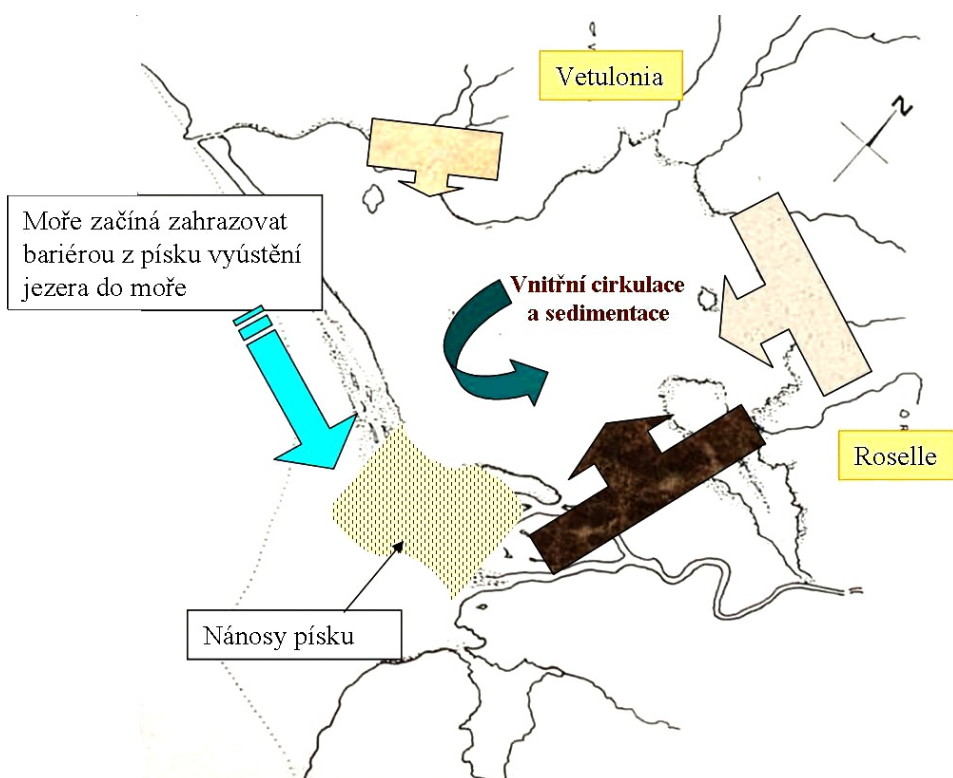 Vetulonia
N
Moře začíná zahrazovat
bariérou z písku vyústění
jezera do moře
Vnitřní cirkulace
a sedimentace
Roselle
Nánosy písku